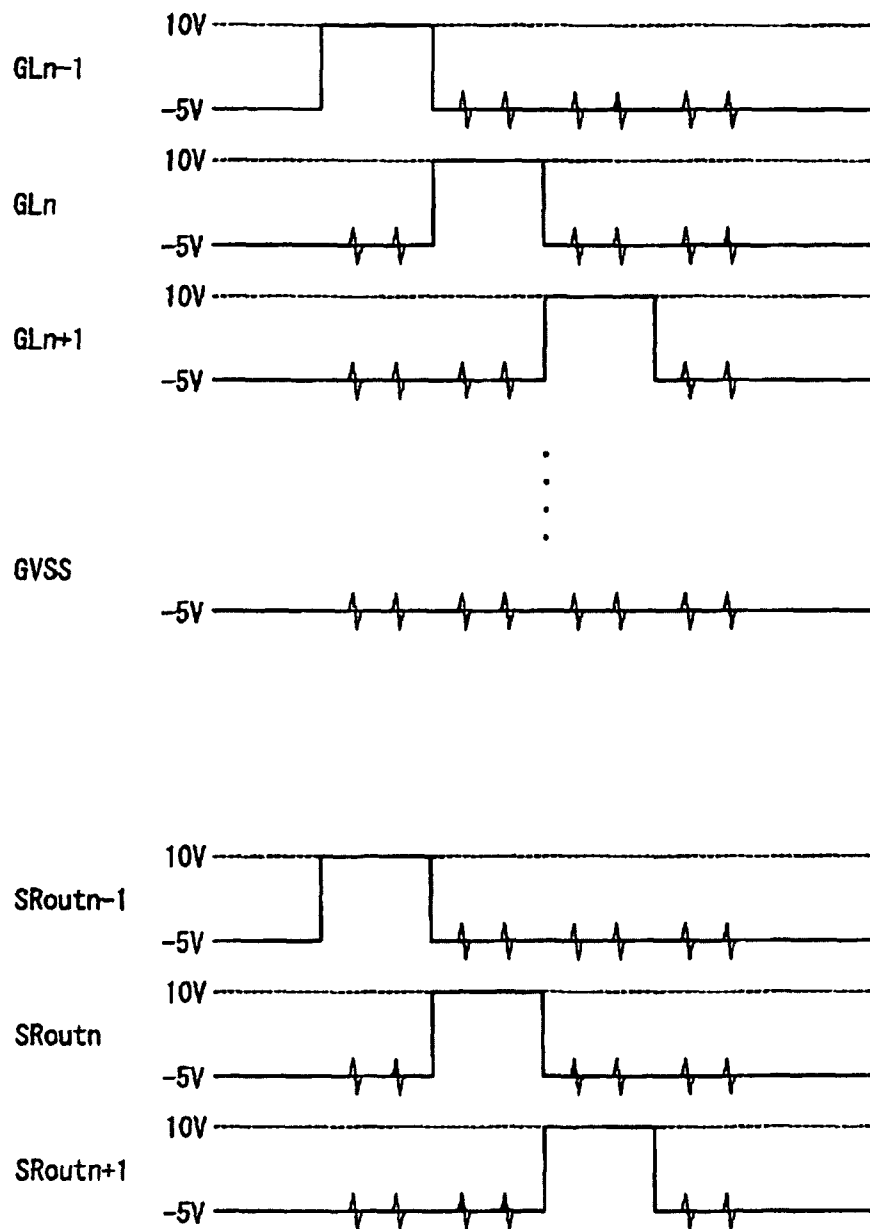 10V
GLn-1
-5V
10V
GLn
-5V
10V
GLn+1
-5V
GVSS
-5V
10V
SRoutn-1
-5V
10V
SRoutn
-5V
10V
SRoutn+1
-5V